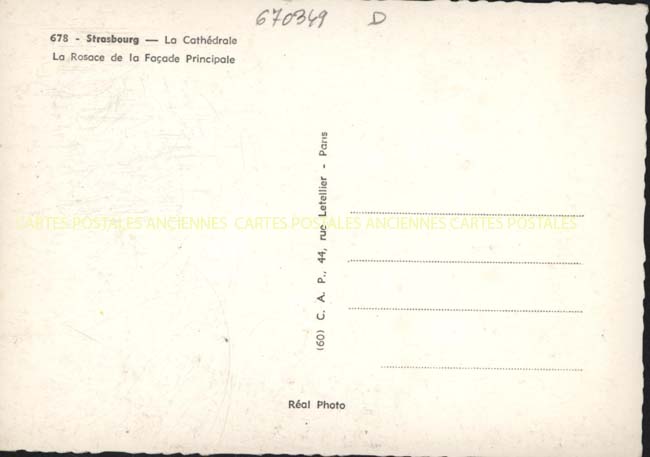 670349 D
678 - Strasbourg — La Cathédrale
La Rosace de la Façade Principale
CARTES POSTALES ANCIENNES CARTES POSTALES ANCIENNES CARTES POSTALES
(60) C. A. P., 44, rue Letellier - Paris
Réal Photo